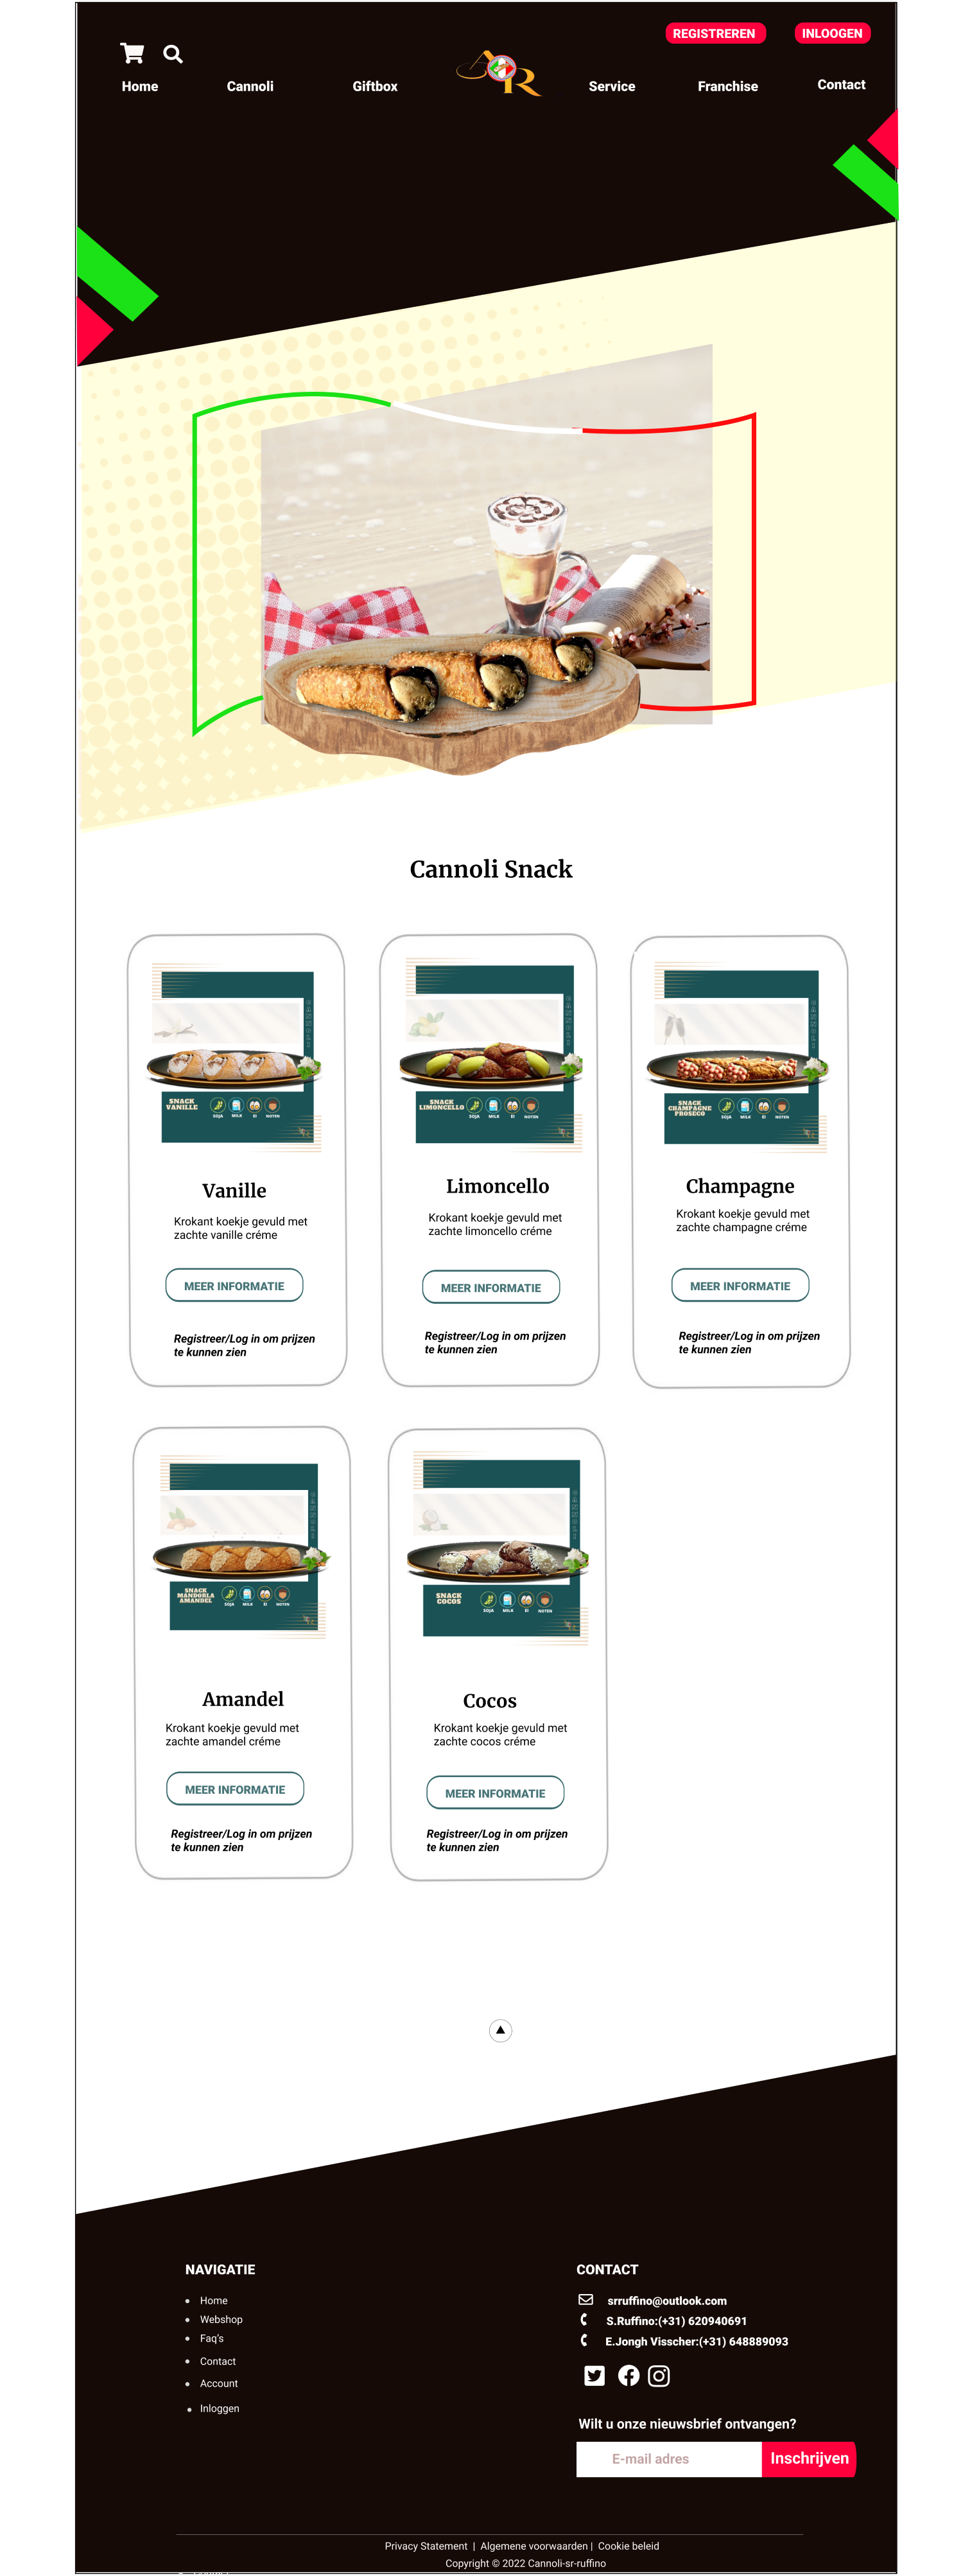 REGISTREREN INLOOGEN
Home Cannoli Giftbox Service Franchise Contact
Cannoli Snack
SNACK
VANILLE
SOJA MILK EI NOTEN
Vanille
Krokant koekje gevuld met
zachte vanille créme
MEER INFORMATIE
Registreer/Log in om prijzen
te kunnen zien
SNACK
LIMONCELLO
SOJA MILK EI NOTEN
Limoncello
Krokant koekje gevuld met
zachte limoncello créme
MEER INFORMATIE
Registreer/Log in om prijzen
te kunnen zien
SNACK
CHAMPAGNE
PROSECO
SOJA MILK EI NOTEN
Champagne
Krokant koekje gevuld met
zachte champagne créme
MEER INFORMATIE
Registreer/Log in om prijzen
te kunnen zien
SNACK
MANDORLA
AMANDEL
SOJA MILK EI NOTEN
Amandel
Krokant koekje gevuld met
zachte amandel créme
MEER INFORMATIE
Registreer/Log in om prijzen
te kunnen zien
SNACK
COCOS
SOJA MILK EI NOTEN
Cocos
Krokant koekje gevuld met
zachte cocos créme
MEER INFORMATIE
Registreer/Log in om prijzen
te kunnen zien
NAVIGATIE
Home
Webshop
Faq's
Contact
Account
Inloggen
CONTACT
srruffino@outlook.com
S.Ruffino:(+31) 620940691
E.Jongh Visscher:(+31) 648889093
Wilt u onze nieuwsbrief ontvangen?
E-mail adres Inschrijven
Privacy Statement | Algemene voorwaarden | Cookie beleid
Copyright © 2022 Cannoli-sr-ruffino